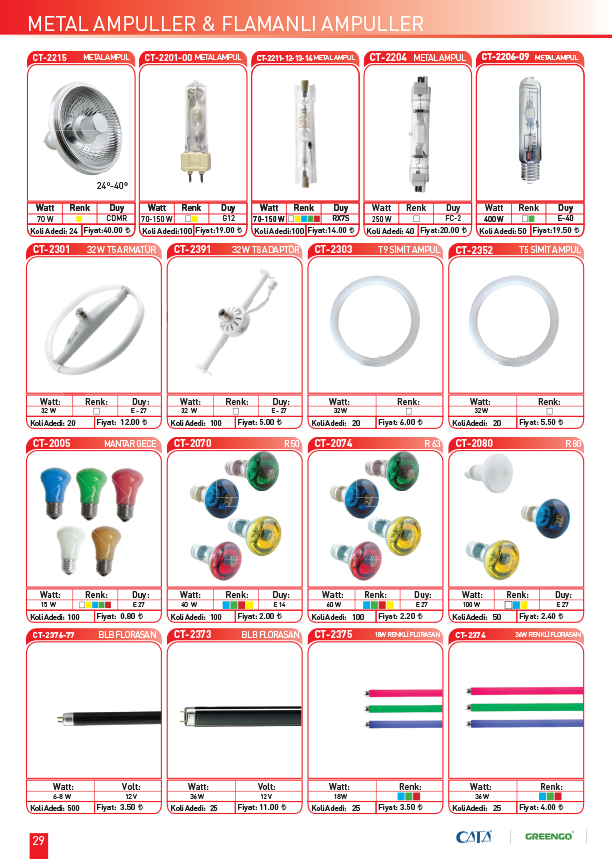 METAL AMPULLER & FLAMANLI AMPULLER
CT-2215 METAL AMPUL
24º-40º
Watt Renk Duy
70 W CDMR
Koli Adedi: 24 Fiyat:40.00 ₺
CT-2201-00 METAL AMPUL
Watt Renk Duy
70-150 W G12
Koli Adedi:100 Fiyat:19.00 ₺
CT-2211-12-13-14 METAL AMPUL
Watt Renk Duy
70-150 W RX7S
Koli Adedi:100 Fiyat:14.00 ₺
CT-2204 METAL AMPUL
Watt Renk Duy
250 W FC-2
Koli Adedi: 40 Fiyat:20.00 ₺
CT-2206-09 METAL AMPUL
Watt Renk Duy
400W E-40
Koli Adedi: 50 Fiyat:19.50 ₺
CT-2301 32W T5 ARMATÜR
Watt: Renk: Duy:
32 W E - 27
Koli Adedi: 20 Fiyat: 12.00 ₺
CT-2391 32W T8 ADAPTÖR
Watt: Renk: Duy:
32 W E - 27
Koli Adedi: 100 Fiyat: 5.00 ₺
CT-2303 T9 SİMİT AMPUL
Watt: Renk:
32W
Koli Adedi: 20 Fiyat: 6.00 ₺
CT-2352 T5 SİMİT AMPUL
Watt: Renk:
32W
Koli Adedi: 20 Fiyat: 5.50 ₺
CT-2005 MANTAR GECE
Watt: Renk: Duy:
15 W E 27
Koli Adedi: 100 Fiyat: 0.80 ₺
CT-2070 R 50
Watt: Renk: Duy:
40 W E 14
Koli Adedi: 100 Fiyat: 2.00 ₺
CT-2074 R 63
Watt: Renk: Duy:
60 W E 27
Koli Adedi: 100 Fiyat: 2.20 ₺
CT-2080 R 80
Watt: Renk: Duy:
100 W E 27
Koli Adedi: 50 Fiyat: 2.40 ₺
CT-2376-77 BLB FLORASAN
Watt: Volt:
6-8 W 12 V
Koli Adedi: 500 Fiyat: 3.50 ₺
CT-2373 BLB FLORASAN
Watt: Volt:
36 W 12 V
Koli Adedi: 25 Fiyat: 11.00 ₺
CT-2375 18W RENKLİ FLORASAN
Watt: Renk:
18W
Koli Adedi: 25 Fiyat: 3.50 ₺
CT-2374 36W RENKLİ FLORASAN
Watt: Renk:
36 W
Koli Adedi: 25 Fiyat: 4.00 ₺
29
CATA GREENGO